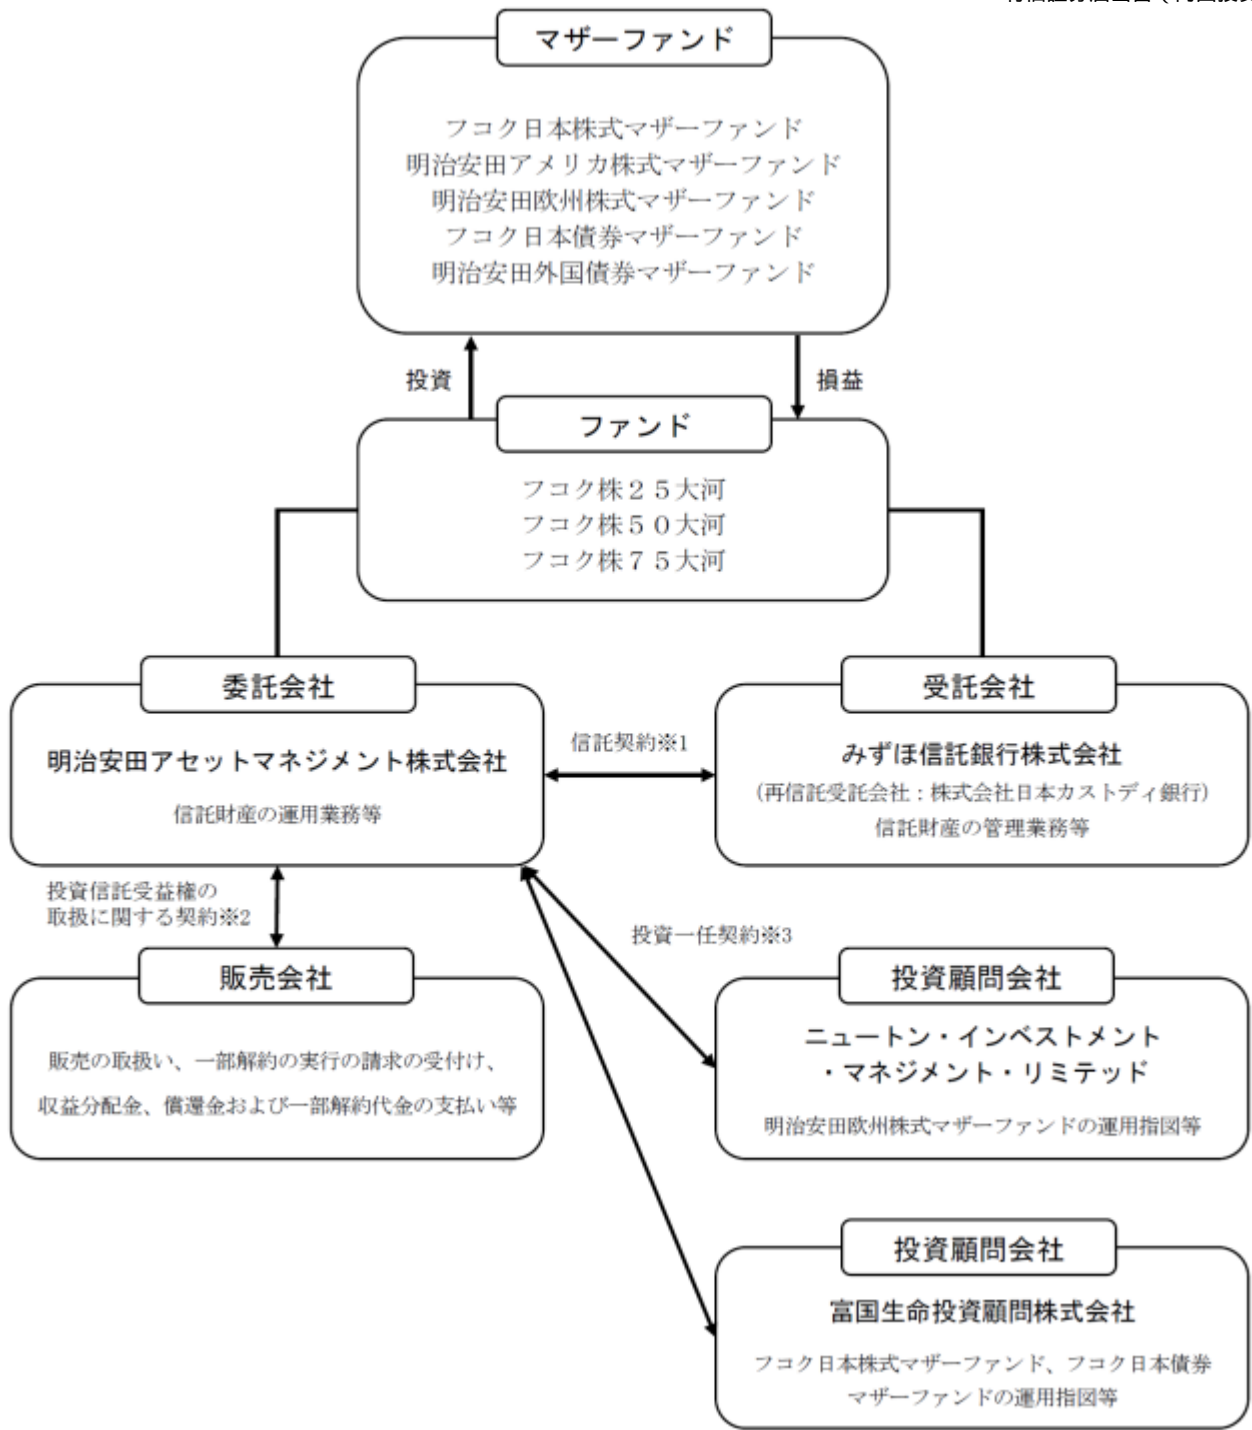 マザーファンド
フコク日本株式マザーファンド
明治安田アメリカ株式マザーファンド
明治安田欧州株式マザーファンド
フコク日本債券マザーファンド
明治安田外国債券マザーファンド
投資
損益
ファンド
フコク株２５大河
フコク株５０大河
フコク株７５大河
委託会社
明治安田アセットマネジメント株式会社
信託財産の運用業務等
信託契約※1
受託会社
みずほ信託銀行株式会社
(再信託受託会社：株式会社日本カストディ銀行)
信託財産の管理業務等
投資信託受益権の
取扱に関する契約※2
投資一任契約※3
販売会社
販売の取扱い、一部解約の実行の請求の受付け、
収益分配金、償還金および一部解約代金の支払い等
投資顧問会社
ニュートン・インベストメント
・マネジメント・リミテッド
明治安田欧州株式マザーファンドの運用指図等
投資顧問会社
富国生命投資顧問株式会社
フコク日本株式マザーファンド、フコク日本債券
マザーファンドの運用指図等